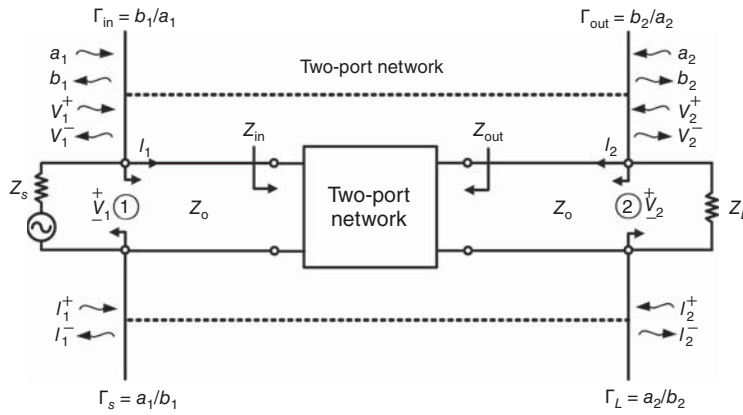 Γin = b1/a1
Γout = b2/a2
a1
a2
b1
Two-port network
b2
V1+
V2+
V1−
V2−
Zin
Zout
I1
I2
Zs
+
V1
−
1
Zo
Two-port
network
Zo
2
+
V2
−
I1+
I2+
I1−
I2−
Γs = a1/b1
ΓL = a2/b2